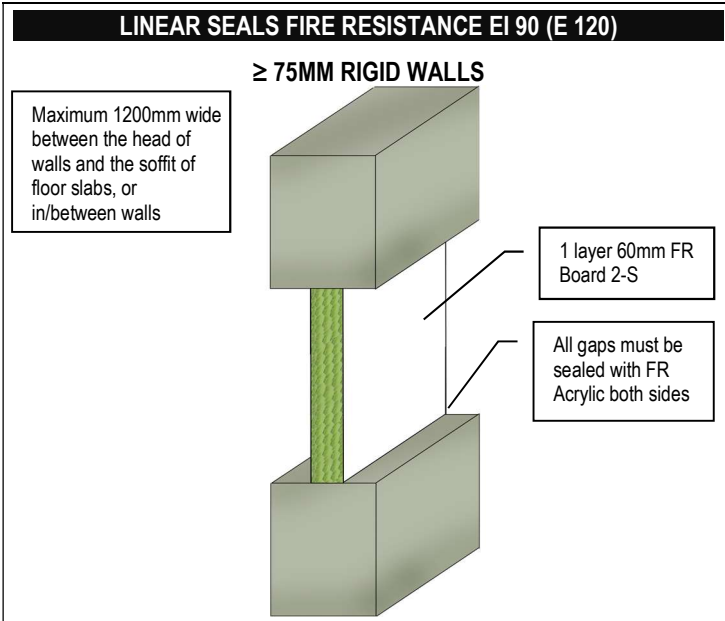 LINEAR SEALS FIRE RESISTANCE EI 90 (E 120)
≥ 75MM RIGID WALLS
Maximum 1200mm wide
between the head of
walls and the soffit of
floor slabs, or
in/between walls
1 layer 60mm FR
Board 2-S
All gaps must be
sealed with FR
Acrylic both sides